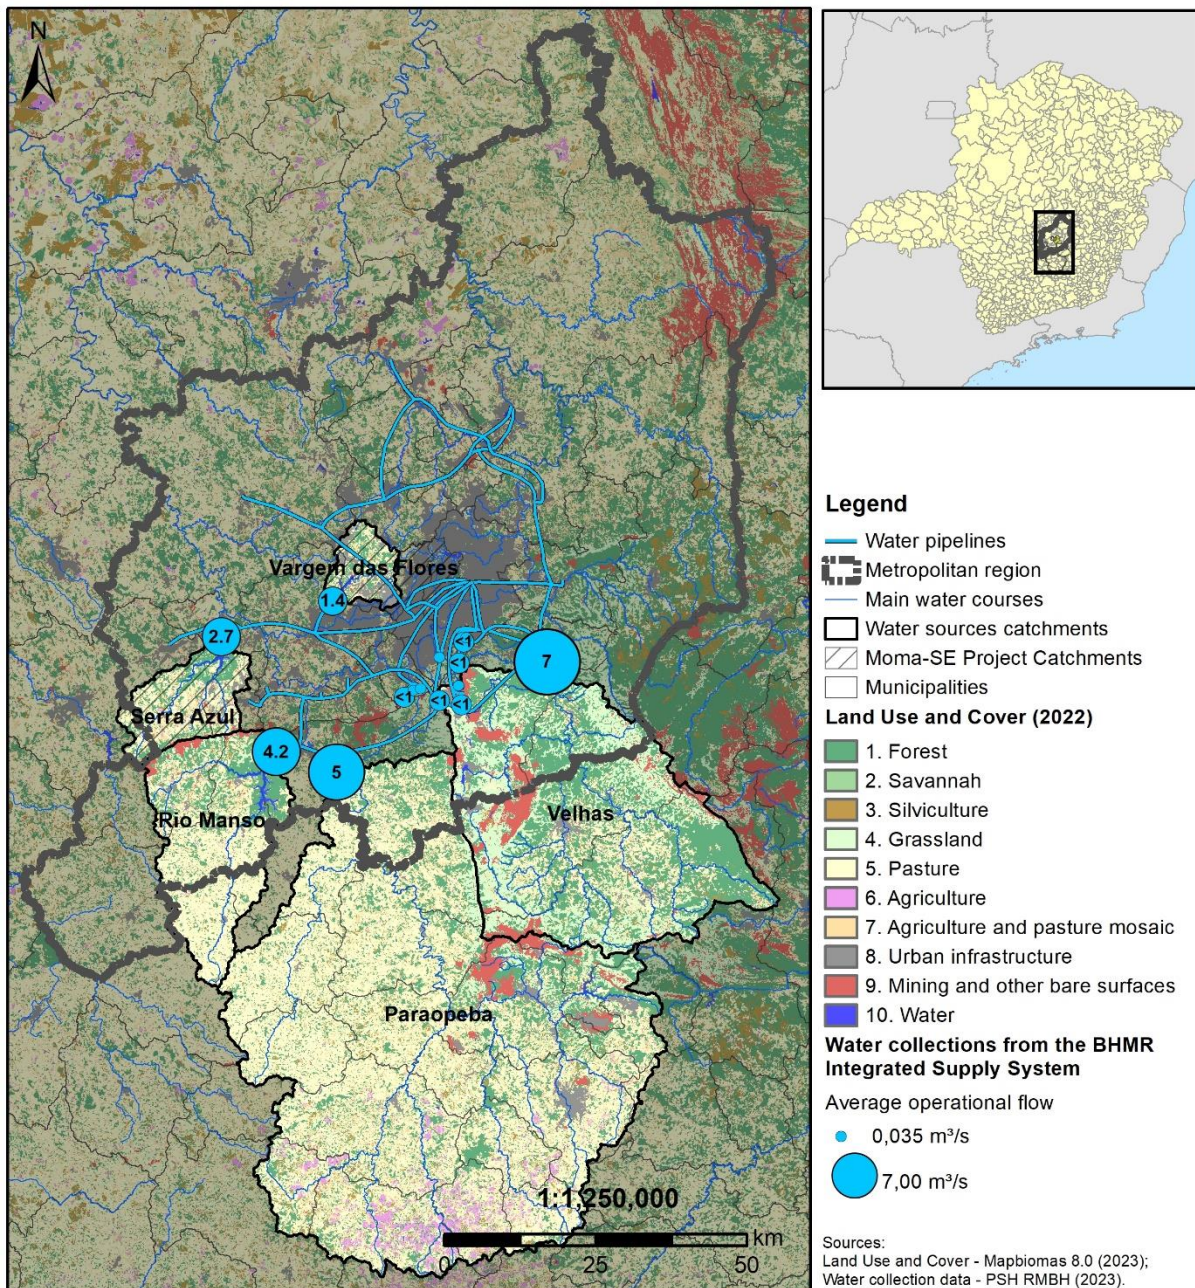 N
Vargem das Flores
1.4
2.7
<1
<1
7
<1
<1
<1
Serra Azul
4.2
5
Rio Manso
Velhas
Paraopeba
1:1,250,000
km
0
25
50
Legend
Water pipelines
Metropolitan region
Main water courses
Water sources catchments
Moma-SE Project Catchments
Municipalities
Land Use and Cover (2022)
1. Forest
2. Savannah
3. Silviculture
4. Grassland
5. Pasture
6. Agriculture
7. Agriculture and pasture mosaic
8. Urban infrastructure
9. Mining and other bare surfaces
10. Water
Water collections from the BHMR
Integrated Supply System
Average operational flow
0,035 m³/s
7,00 m³/s
Sources:
Land Use and Cover - Mapbiomas 8.0 (2023);
Water collection data - PSH RMBH (2023).